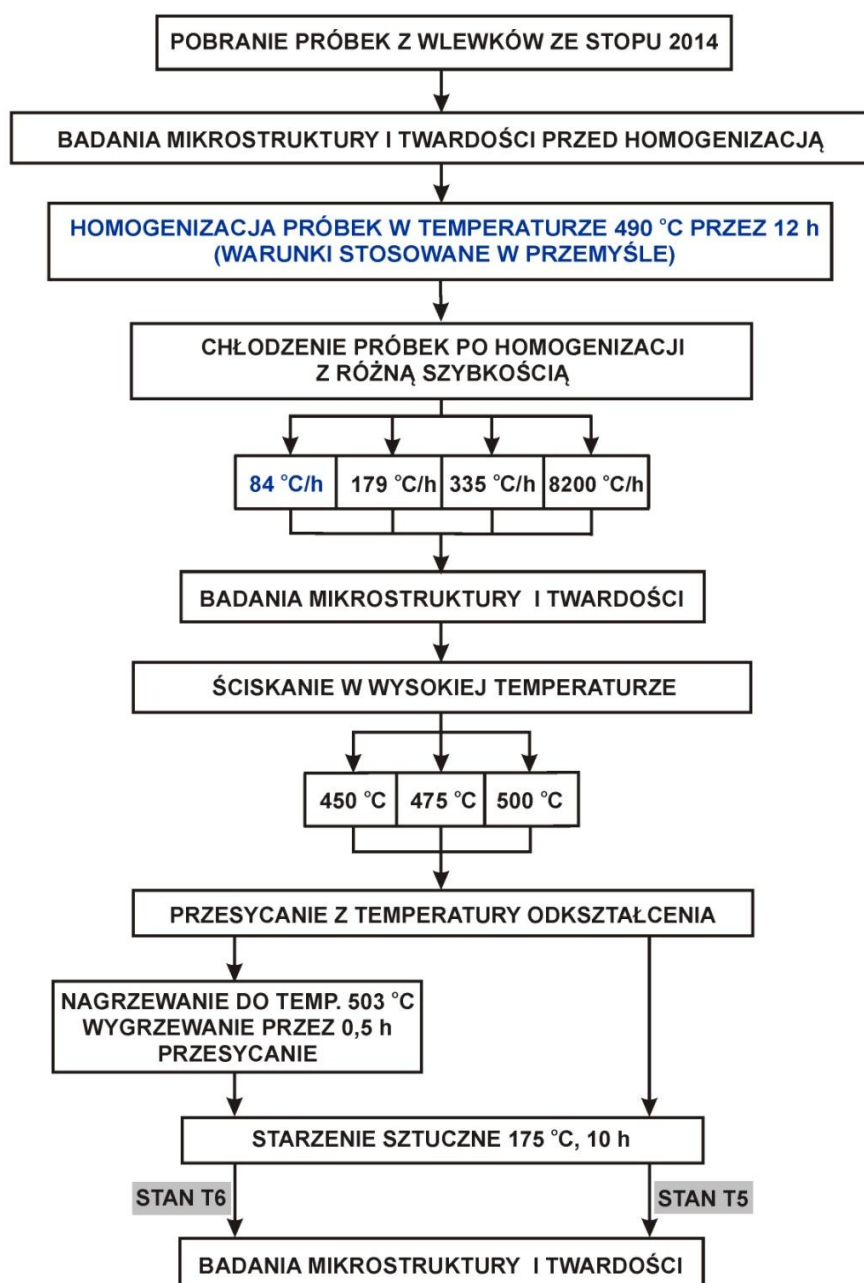 POBRANIE PRÓBEK Z WLEWKÓW ZE STOPU 2014
BADANIA MIKROSTRUKTURY I TWARDOŚCI PRZED HOMOGENIZACJĄ
HOMOGENIZACJA PRÓBEK W TEMPERATURZE 490 °C PRZEZ 12 h
(WARUNKI STOSOWANE W PRZEMYŚLE)
CHŁODZENIE PRÓBEK PO HOMOGENIZACJI
Z RÓŻNĄ SZYBKOŚCIĄ
84 °C/h 179 °C/h 335 °C/h 8200 °C/h
BADANIA MIKROSTRUKTURY I TWARDOŚCI
ŚCISKANIE W WYSOKIEJ TEMPERATURZE
450 °C 475 °C 500 °C
PRZESYCANIE Z TEMPERATURY ODKSZTAŁCENIA
NAGRZEWANIE DO TEMP. 503 °C
WYGRZEWANIE PRZEZ 0,5 h
PRZESYCANIE
STARZENIE SZTUCZNE 175 °C, 10 h
STAN T6 STAN T5
BADANIA MIKROSTRUKTURY I TWARDOŚCI